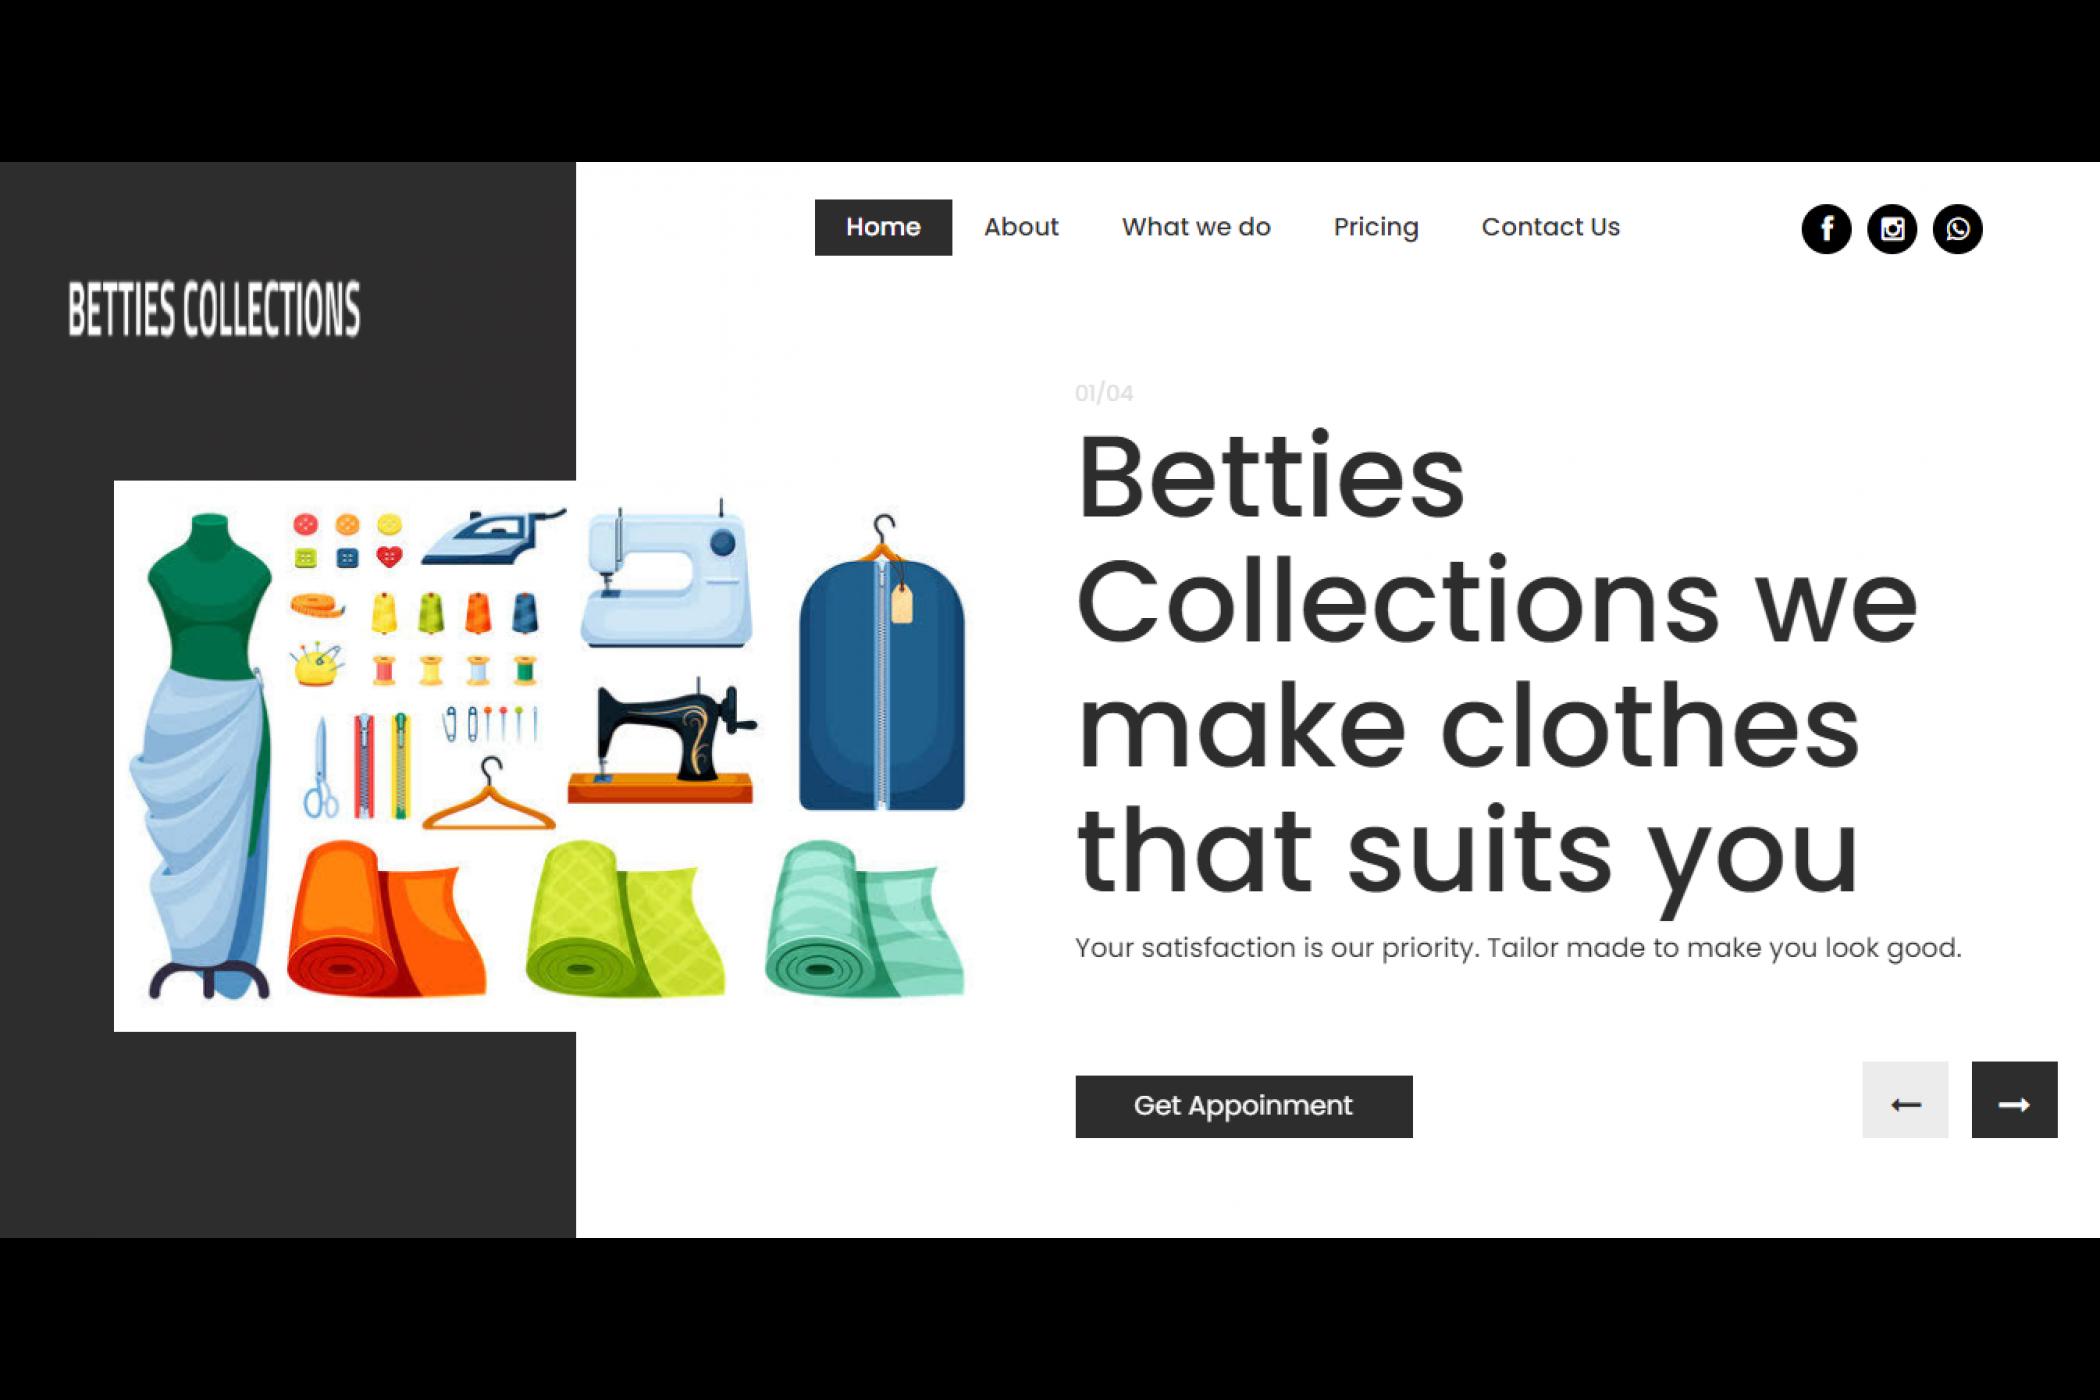 Home About What we do Pricing Contact Us
BETTIES COLLECTIONS
01/04
Betties
Collections we
make clothes
that suits you
Your satisfaction is our priority. Tailor made to make you look good.
Get Appoinment